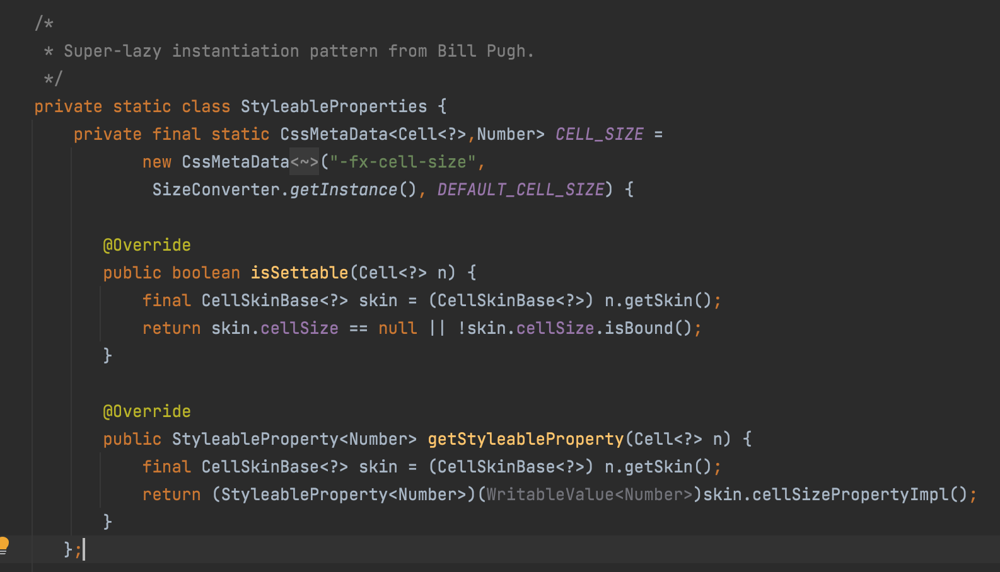 /*
 * Super-lazy instantiation pattern from Bill Pugh.
 */
private static class StyleableProperties {
    private final static CssMetaData<Cell<?>,Number> CELL_SIZE =
           new CssMetaData<~>("-fx-cell-size",
            SizeConverter.getInstance(), DEFAULT_CELL_SIZE) {

       @Override
       public boolean isSettable(Cell<?> n) {
           final CellSkinBase<?> skin = (CellSkinBase<?>) n.getSkin();
           return skin.cellSize == null || !skin.cellSize.isBound();
       }

       @Override
       public StyleableProperty<Number> getStyleableProperty(Cell<?> n) {
           final CellSkinBase<?> skin = (CellSkinBase<?>) n.getSkin();
           return (StyleableProperty<Number>)(WritableValue<Number>)skin.cellSizePropertyImpl();
       }
   };